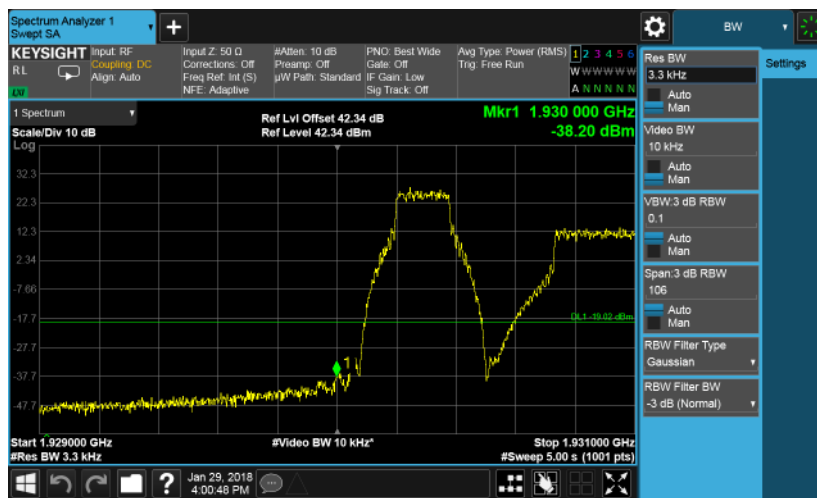 Spectrum Analyzer 1
Swept SA
BW
KEYSIGHT
RL
LXI
Input: RF
Coupling: DC
Align: Auto
Input Z: 50 Ω
Corrections: Off
Freq Ref: Int (S)
NFE: Adaptive
#Atten: 10 dB
Preamp: Off
µW Path: Standard
PNO: Best Wide
Gate: Off
IF Gain: Low
Sig Track: Off
Avg Type: Power (RMS)
Trig: Free Run
1 2 3 4 5 6
W W W W W W
A N N N N N
1 Spectrum
Scale/Div 10 dB
Log
Ref Lvl Offset 42.34 dB
Ref Level 42.34 dBm
Mkr1 1.930 000 GHz
-38.20 dBm
32.3
22.3
12.3
2.34
-7.66
-17.7
-27.7
-37.7
-47.7
DL1 -19.02 dBm
1
Start 1.929000 GHz
#Res BW 3.3 kHz
#Video BW 10 kHz*
Stop 1.931000 GHz
#Sweep 5.00 s (1001 pts)
?
Jan 29, 2018
4:00:48 PM
Res BW
3.3 kHz
Auto
Man
Video BW
10 kHz
Auto
Man
VBW:3 dB RBW
0.1
Auto
Man
Span:3 dB RBW
106
Auto
Man
RBW Filter Type
Gaussian
RBW Filter BW
-3 dB (Normal)
Settings